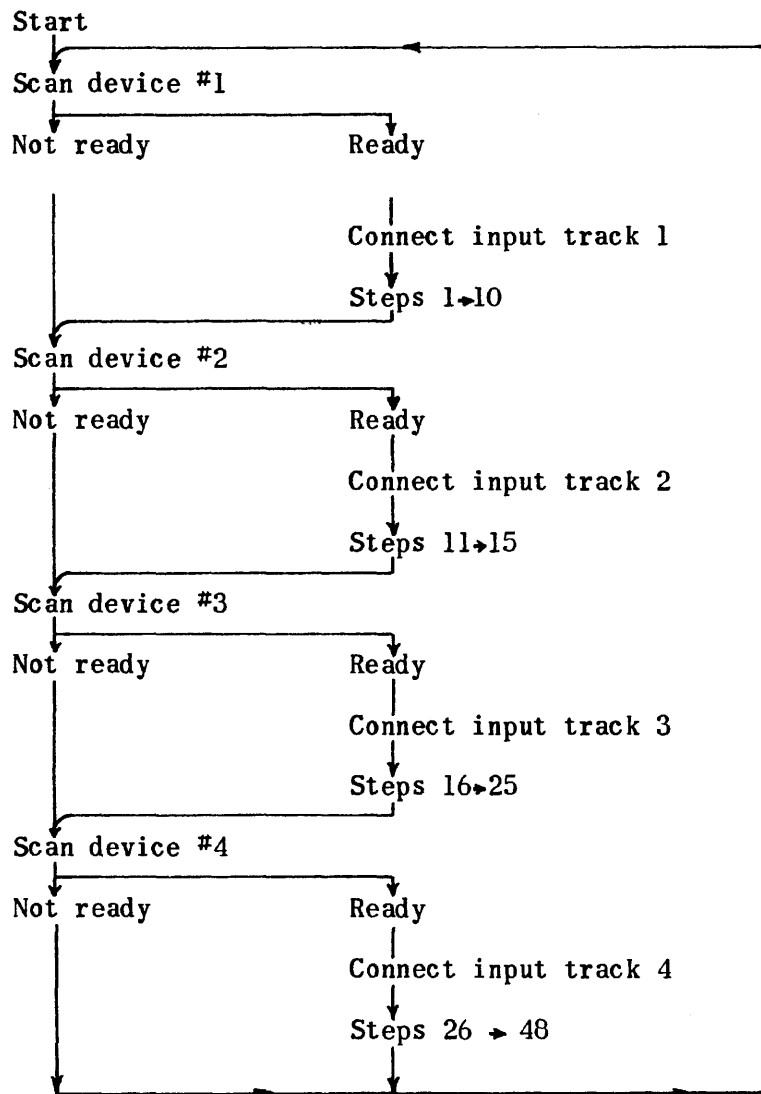 Start
Scan device #1
Not ready Ready
Connect input track 1
Steps 1→10
Scan device #2
Not ready Ready
Connect input track 2
Steps 11→15
Scan device #3
Not ready Ready
Connect input track 3
Steps 16→25
Scan device #4
Not ready Ready
Connect input track 4
Steps 26 → 48